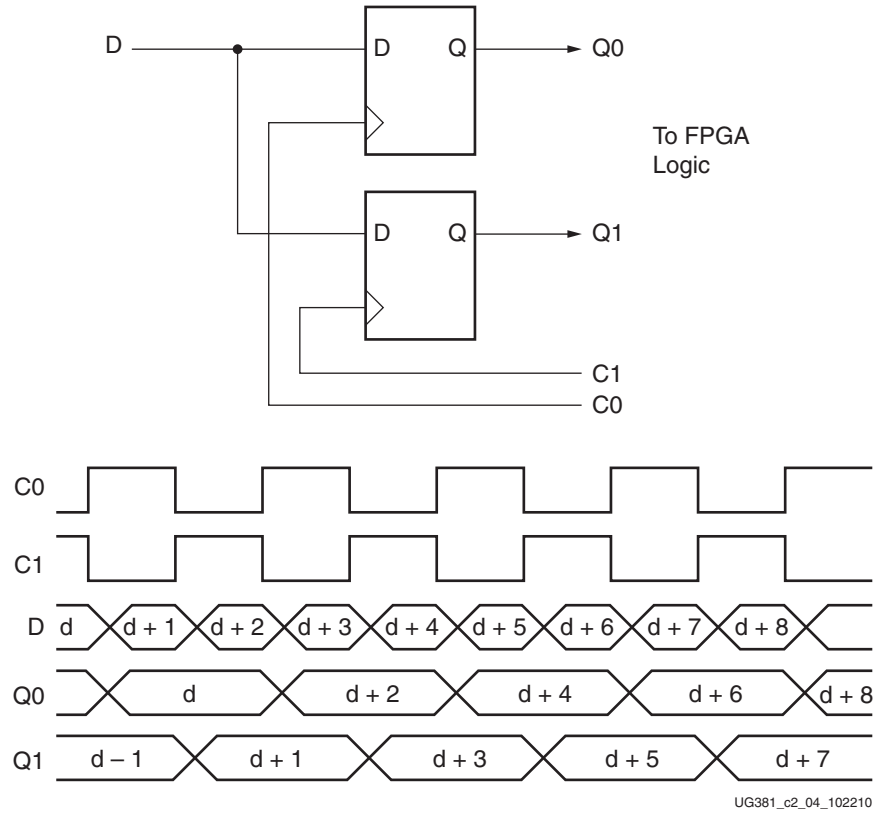 D
D Q
Q0
To FPGA
Logic
D Q
Q1
C1
C0
C0
C1
D d d + 1 d + 2 d + 3 d + 4 d + 5 d + 6 d + 7 d + 8
Q0 d d + 2 d + 4 d + 6 d + 8
Q1 d – 1 d + 1 d + 3 d + 5 d + 7
UG381_c2_04_102210